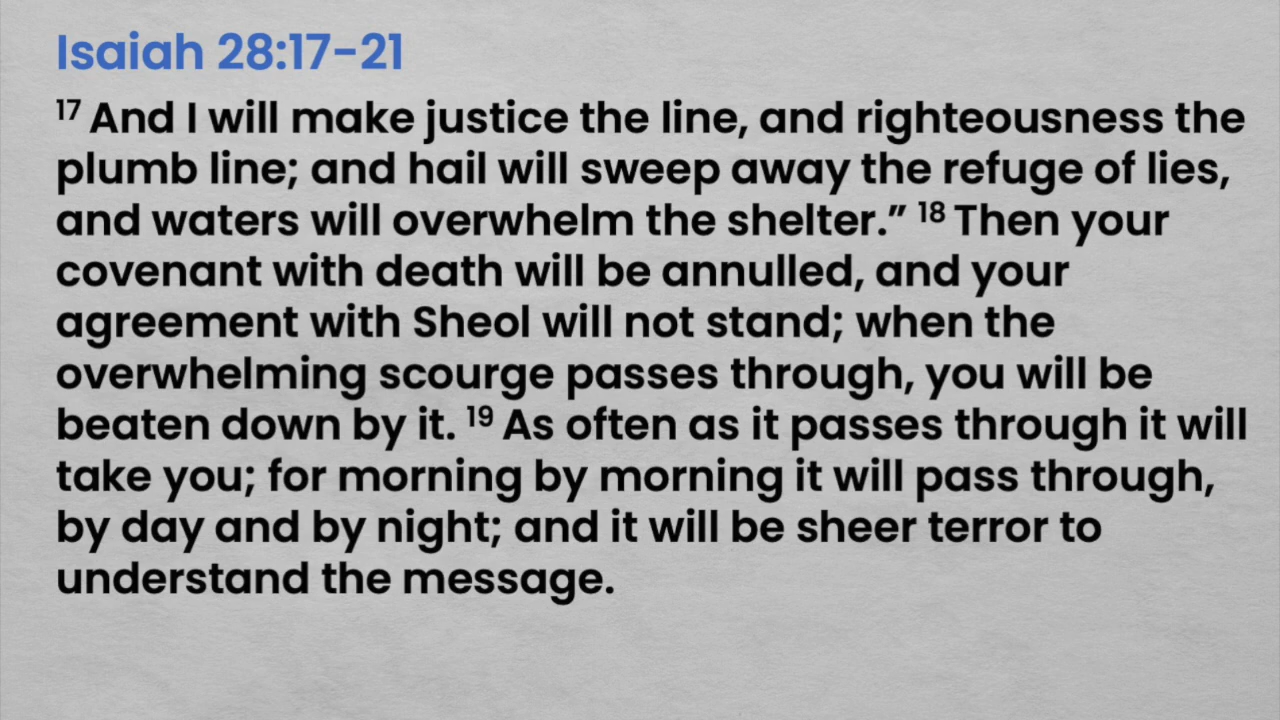 Isaiah 28:17-21
17 And I will make justice the line, and righteousness the
plumb line; and hail will sweep away the refuge of lies,
and waters will overwhelm the shelter.” 18 Then your
covenant with death will be annulled, and your
agreement with Sheol will not stand; when the
overwhelming scourge passes through, you will be
beaten down by it. 19 As often as it passes through it will
take you; for morning by morning it will pass through,
by day and by night; and it will be sheer terror to
understand the message.